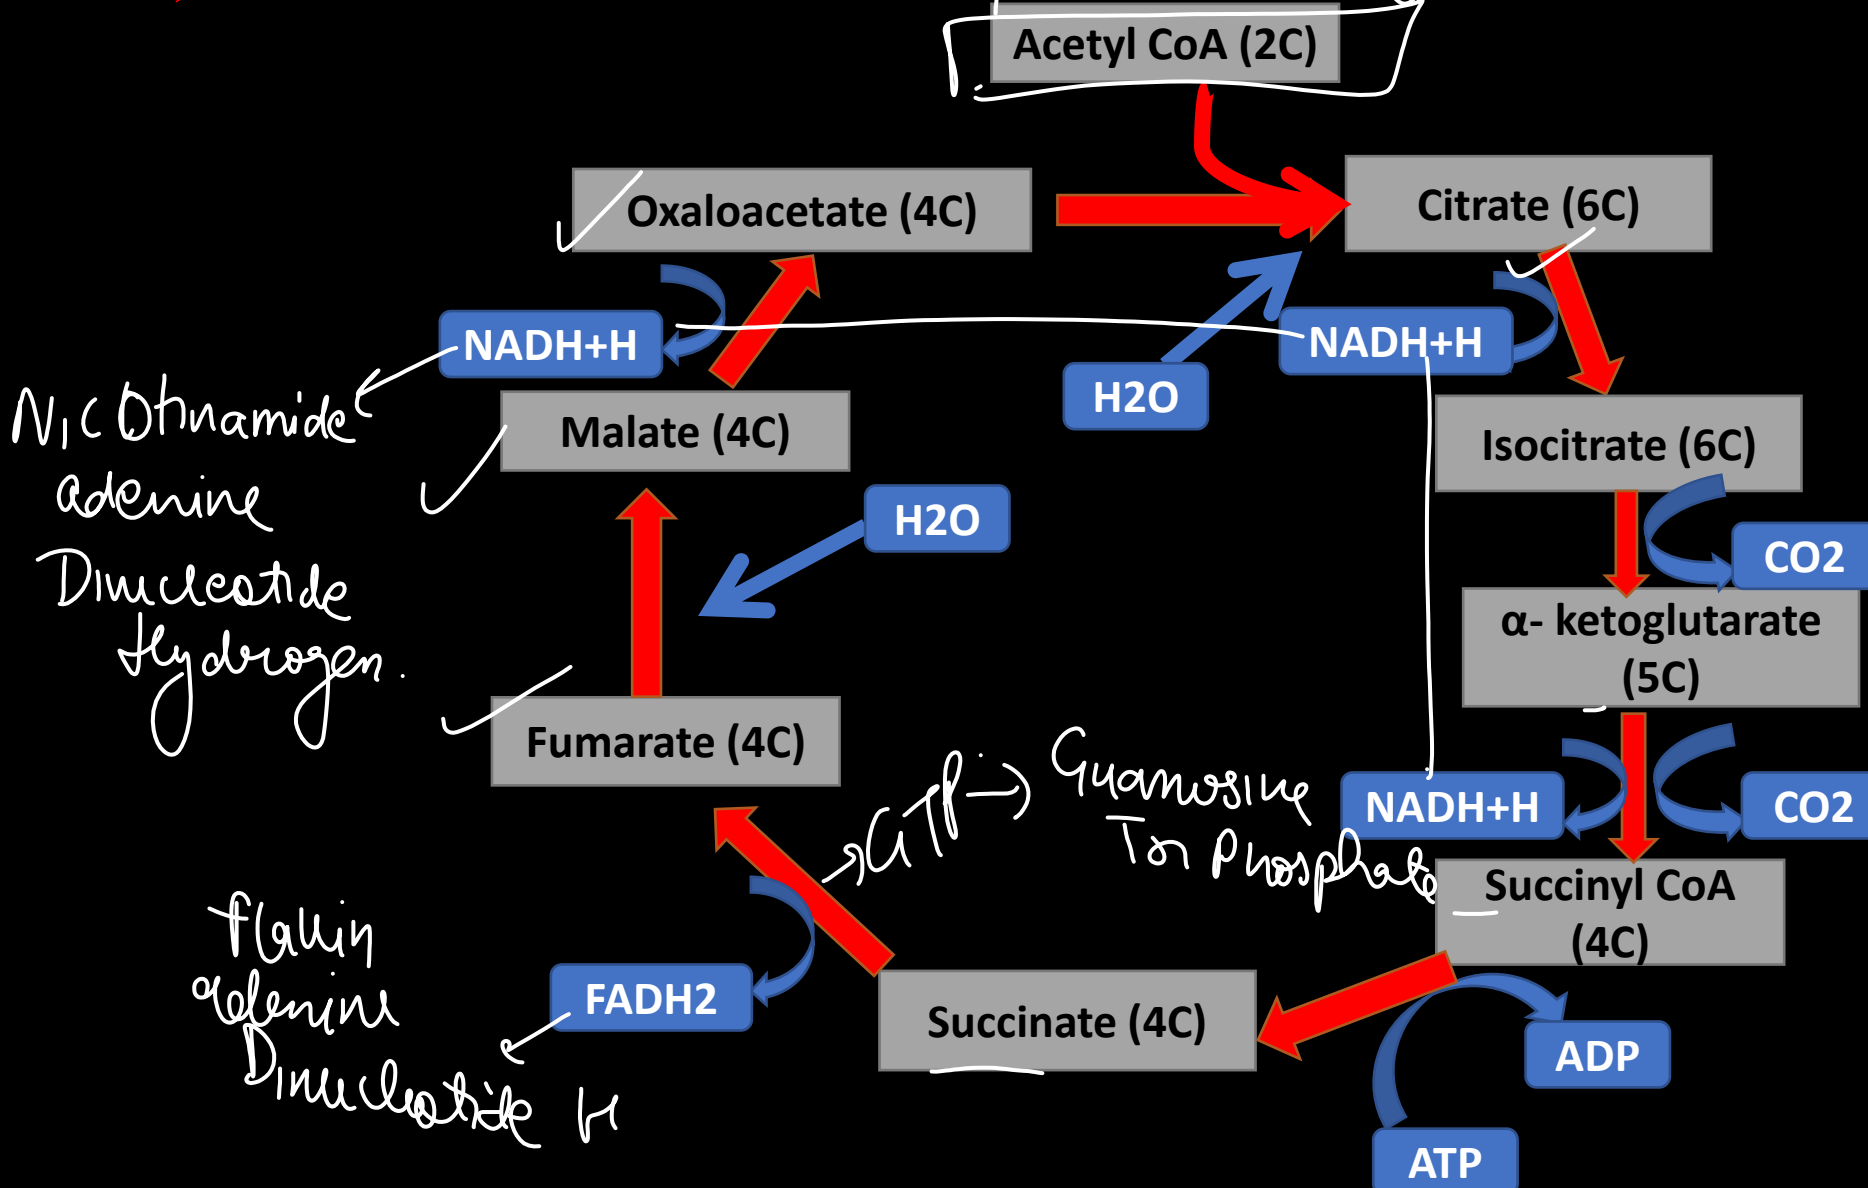 Acetyl CoA (2C)
Oxaloacetate (4C)
Citrate (6C)
NADH+H
NADH+H
H2O
Nicotinamide
adenine
Dinucleotide
Hydrogen.
Malate (4C)
Isocitrate (6C)
H2O
CO2
α- ketoglutarate
(5C)
Fumarate (4C)
GTP → Guanosine
Tri Phosphate
NADH+H
CO2
Succinyl CoA
(4C)
adenine
Dinucleotide H
FADH2
Succinate (4C)
ADP
ATP